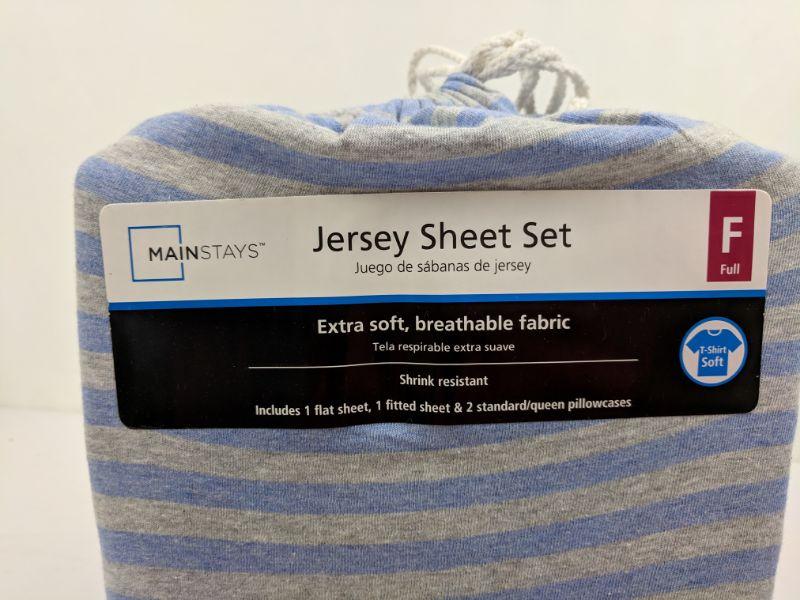 MAINSTAYS™
Jersey Sheet Set
Juego de sábanas de jersey
F
Full
Extra soft, breathable fabric
Tela respirable extra suave
Shrink resistant
Includes 1 flat sheet, 1 fitted sheet & 2 standard/queen pillowcases
T-Shirt
Soft